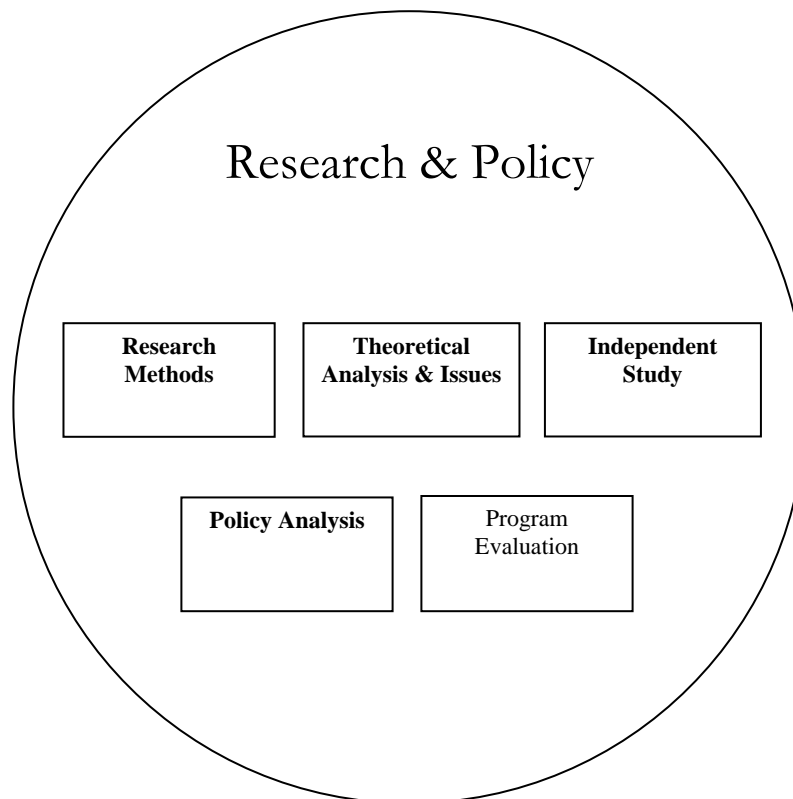 Research & Policy
Research
Methods
Theoretical
Analysis & Issues
Independent
Study
Policy Analysis
Program
Evaluation